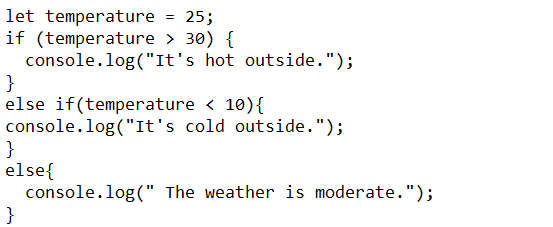 let temperature = 25;
if (temperature > 30) {
  console.log("It's hot outside.");
}
else if(temperature < 10){
console.log("It's cold outside.");
}
else{
  console.log(" The weather is moderate.");
}